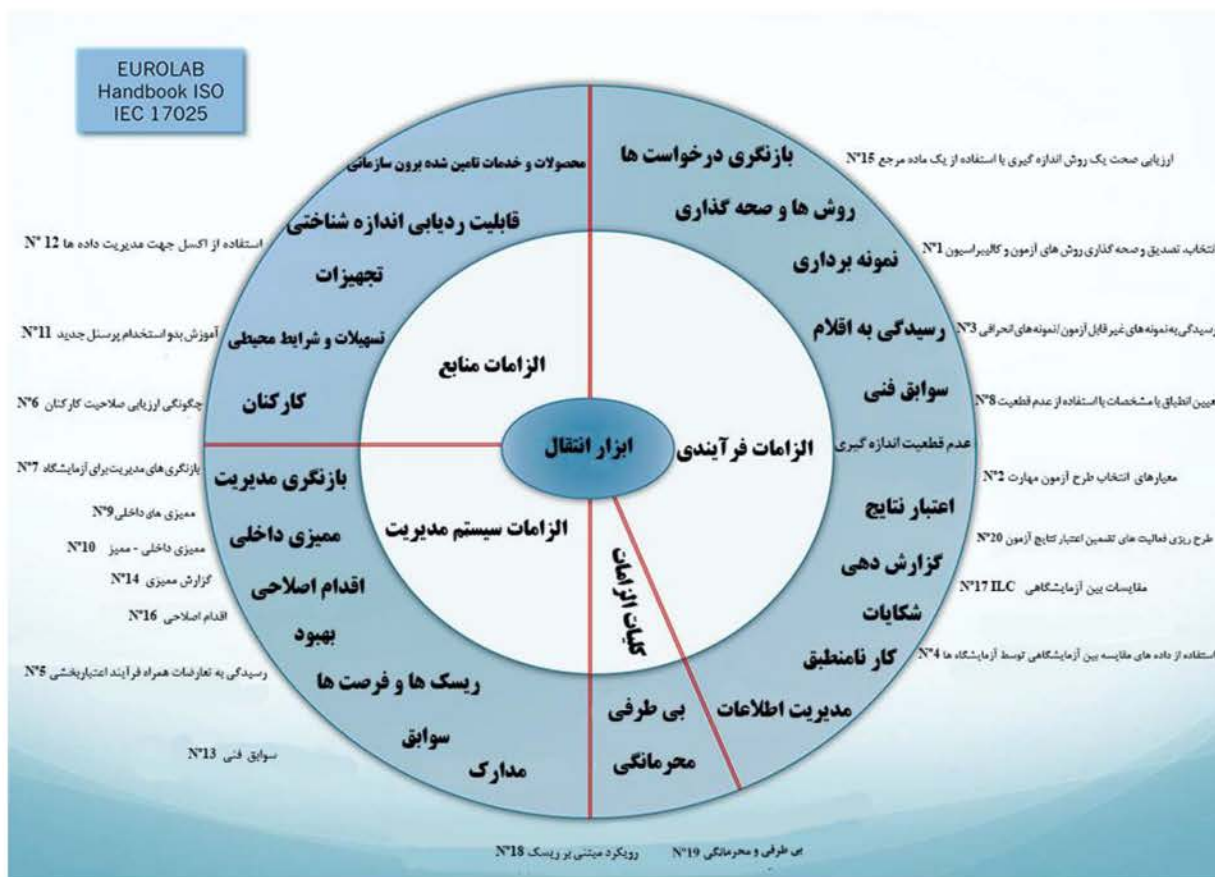 EUROLAB
Handbook ISO
IEC 17025
محصولات و خدمات تامین شده برون سازمانی
قابلیت ردیابی اندازه شناختی
تجهیزات
تسهیلات و شرایط محیطی
کارکنان
الزامات منابع
بازنگری درخواست ها
روش ها و صحه گذاری
نمونه برداری
رسیدگی به اقلام
سوابق فنی
عدم قطعیت اندازه گیری
اعتبار نتایج
گزارش دهی
شکایات
کار نامنطبق
مدیریت اطلاعات
الزامات فرآیندی
ابزار انتقال
الزامات سیستم مدیریت
کلیات الزامات
بی طرفی
محرمانگی
بازنگری مدیریت
ممیزی داخلی
اقدام اصلاحی
بهبود
ریسک ها و فرصت ها
سوابق
مدارک
ارزیابی صحت یک روش اندازه گیری با استفاده از یک ماده مرجع N°15
انتخاب، تصدیق و صحه گذاری روش های آزمون و کالیبراسیون N°1
رسیدگی به نمونه های غیر قابل آزمون/نمونه های انحرافی N°3
تعیین انطباق با مشخصات با استفاده از عدم قطعیت N°8
معیارهای انتخاب طرح آزمون مهارت N°2
طرح ریزی فعالیت های تضمین اعتبار نتایج آزمون N°20
مقایسات بین آزمایشگاهی N°17 ILC
استفاده از داده های مقایسه بین آزمایشگاهی توسط آزمایشگاه ها N°4
استفاده از اکسل جهت مدیریت داده ها N° 12
آموزش بدو استخدام پرسنل جدید N°11
چگونگی ارزیابی صلاحیت کارکنان N°6
بازنگری های مدیریت برای آزمایشگاه N°7
ممیزی های داخلی N°9
ممیزی داخلی - ممیز N°10
گزارش ممیزی N°14
اقدام اصلاحی N°16
رسیدگی به تعارضات همراه فرآیند اعتباربخشی N°5
سوابق فنی N°13
رویکرد مبتنی بر ریسک N°18
بی طرفی و محرمانگی N°19